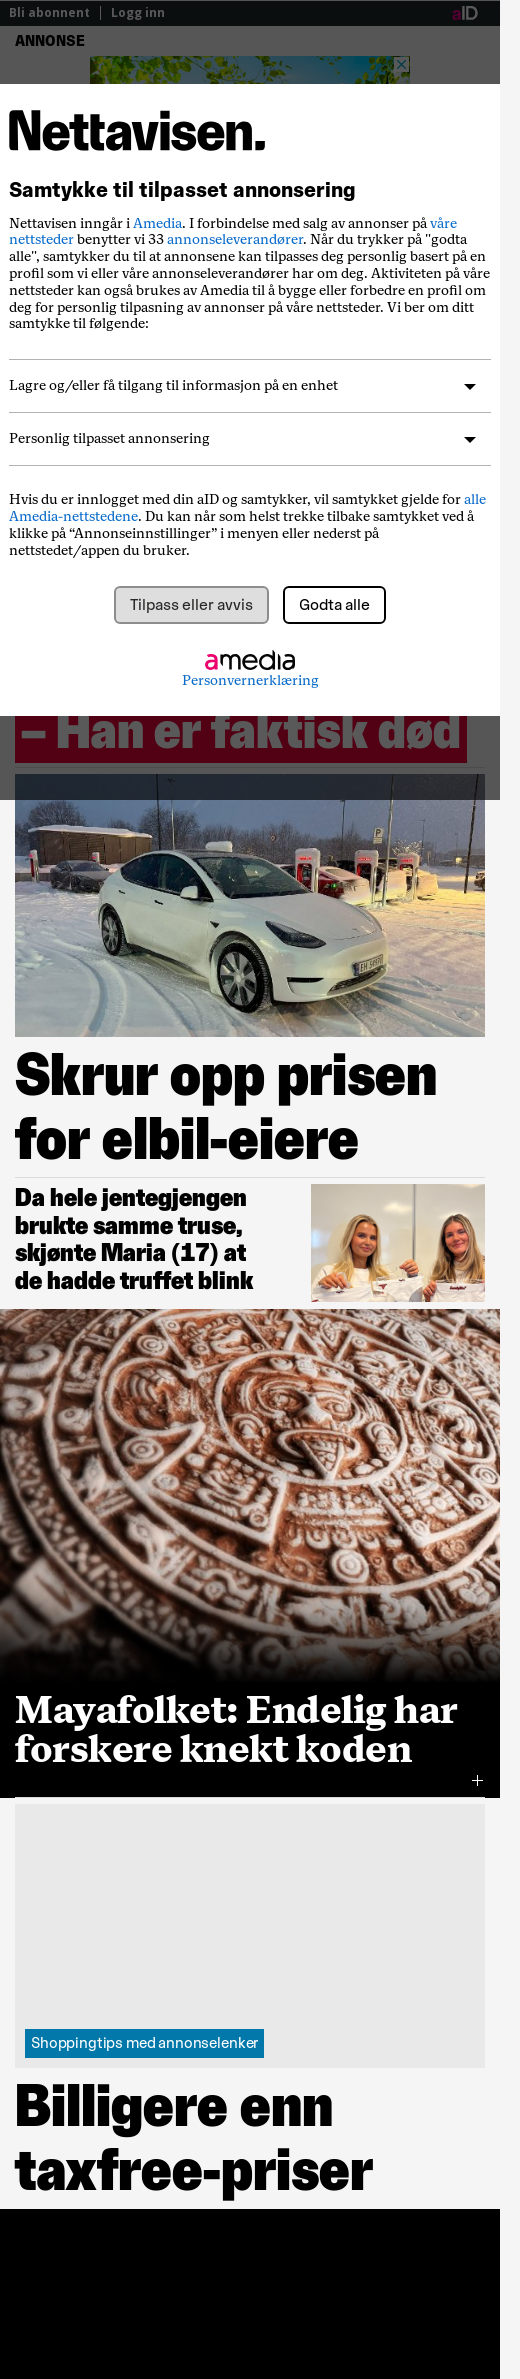 Bli abonnent
Logg inn
aID
ANNONSE
Nettavisen.
Samtykke til tilpasset annonsering
Nettavisen inngår i Amedia. I forbindelse med salg av annonser på våre
nettsteder benytter vi 33 annonseleverandører. Når du trykker på "godta
alle", samtykker du til at annonsene kan tilpasses deg personlig basert på en
profil som vi eller våre annonseleverandører har om deg. Aktiviteten på våre
nettsteder kan også brukes av Amedia til å bygge eller forbedre en profil om
deg for personlig tilpasning av annonser på våre nettsteder. Vi ber om ditt
samtykke til følgende:
Lagre og/eller få tilgang til informasjon på en enhet
Personlig tilpasset annonsering
Hvis du er innlogget med din aID og samtykker, vil samtykket gjelde for alle
Amedia-nettstedene. Du kan når som helst trekke tilbake samtykket ved å
klikke på “Annonseinnstillinger” i menyen eller nederst på
nettstedet/appen du bruker.
Tilpass eller avvis
Godta alle
amedia
Personvernerklæring
– Han er faktisk død
Skrur opp prisen
for elbil-eiere
Da hele jentegjengen
brukte samme truse,
skjønte Maria (17) at
de hadde truffet blink
Mayafolket: Endelig har
forskere knekt koden
Shoppingtips med annonselenker
Billigere enn
taxfree-priser